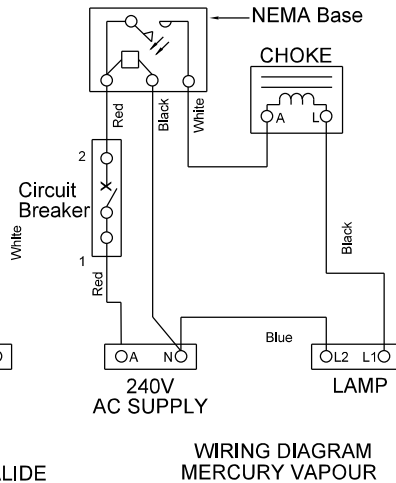 NEMA Base
CHOKE
Red
Black
White
A
L
2
Circuit
Breaker
1
White
Red
Black
Blue
A
N
L2
L1
240V
AC SUPPLY
LAMP
WIRING DIAGRAM
MERCURY VAPOUR
LIDE